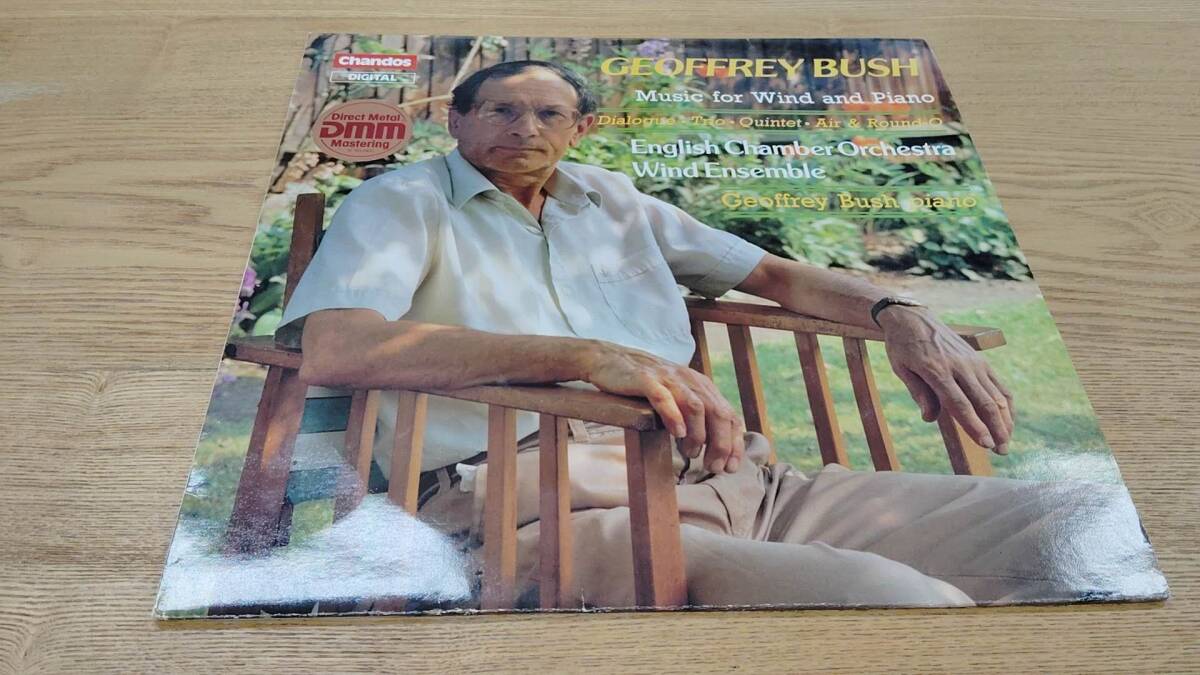 Chandos
DIGITAL
Direct Metal
DMM
Mastering
GEOFFREY BUSH
Music for Wind and Piano
Dialogue • Trio • Quintet • Air & Round-O
English Chamber Orchestra
Wind Ensemble
Geoffrey Bush piano